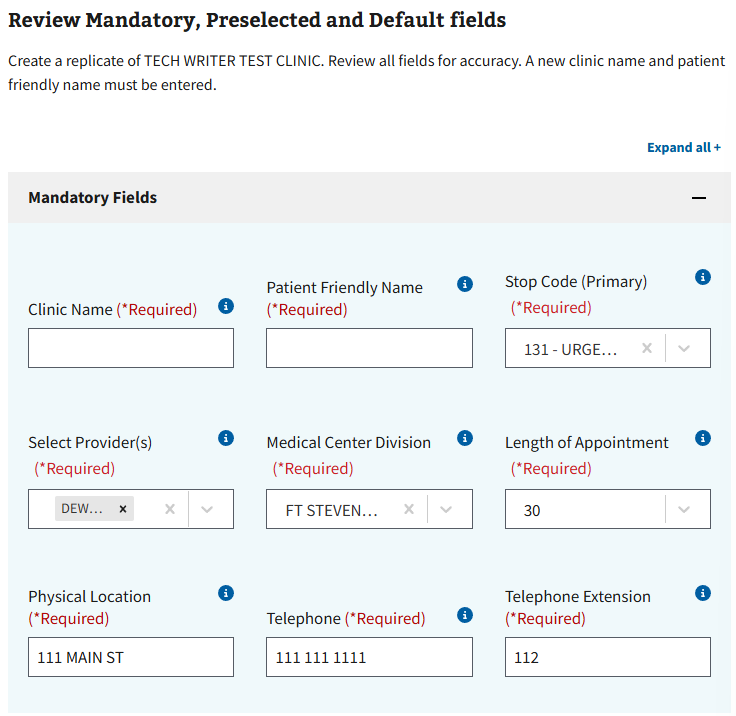 Review Mandatory, Preselected and Default fields
Create a replicate of TECH WRITER TEST CLINIC. Review all fields for accuracy. A new clinic name and patient
friendly name must be entered.
Expand all +
Mandatory Fields
Clinic Name (*Required)
Patient Friendly Name
(*Required)
Stop Code (Primary)
(*Required)
131 - URGE...
Select Provider(s)
(*Required)
DEW...
Medical Center Division
(*Required)
FT STEVEN...
Length of Appointment
(*Required)
30
Physical Location
(*Required)
111 MAIN ST
Telephone (*Required)
111 111 1111
Telephone Extension
(*Required)
112